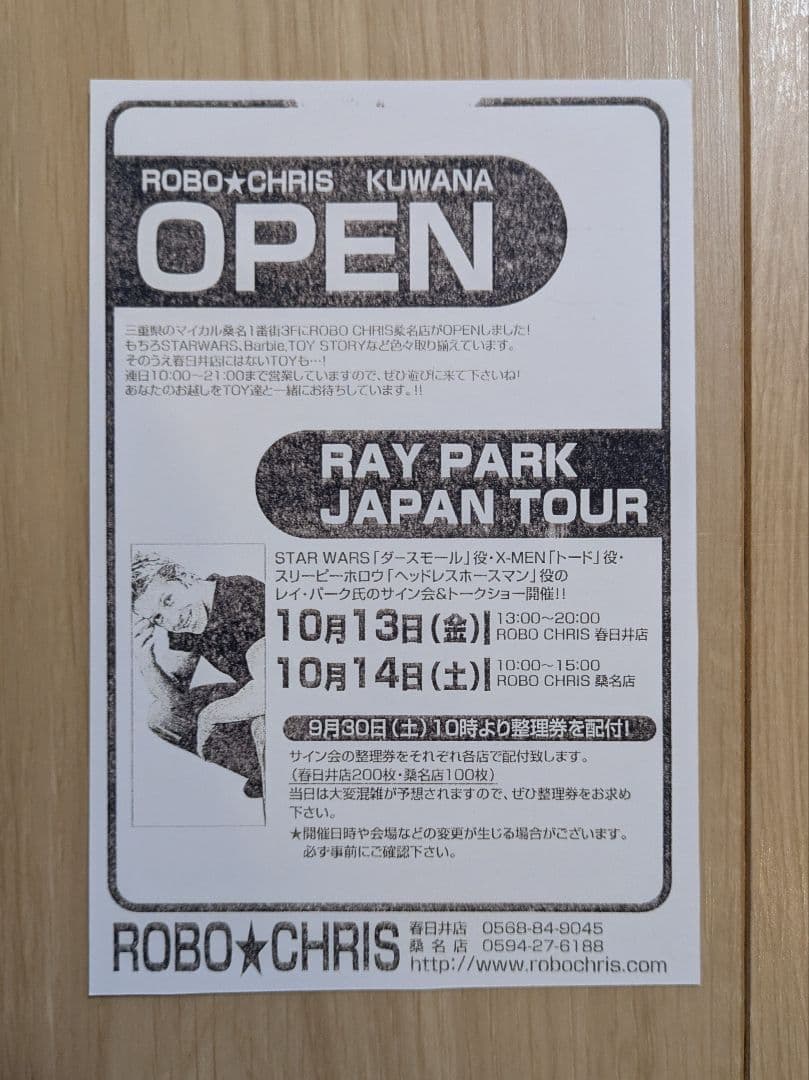 ROBO★CHRIS KUWANA
OPEN
三重県のマイカル桑名1番街3FにROBO CHRIS桑名店がOPENしました!
もちろSTARWARS、Barbie,TOY STORYなど色々取り揃えています。
そのうえ春日井店にはないTOYも…!
連日10:00〜21:00まで営業していますので、ぜひ遊びに来て下さいね!
あなたのお越しをTOY達と一緒にお待ちしています。!!
RAY PARK
JAPAN TOUR
STAR WARS「ダースモール」役・X-MEN「トード」役・
スリーピーホロウ「ヘッドレスホースマン」役の
レイ・パーク氏のサイン会&トークショー開催!!
10月13日(金) 13:00〜20:00
ROBO CHRIS 春日井店
10月14日(土) 10:00〜15:00
ROBO CHRIS 桑名店
9月30日(土)10時より整理券を配付!
サイン会の整理券をそれぞれ各店で配付致します。
(春日井店200枚・桑名店100枚)
当日は大変混雑が予想されますので、ぜひ整理券をお求め
下さい。
★開催日時や会場などの変更が生じる場合がございます。
必ず事前にご確認下さい。
ROBO★CHRIS
春日井店 0568-84-9045
桑名店 0594-27-6188
http://www.robochris.com